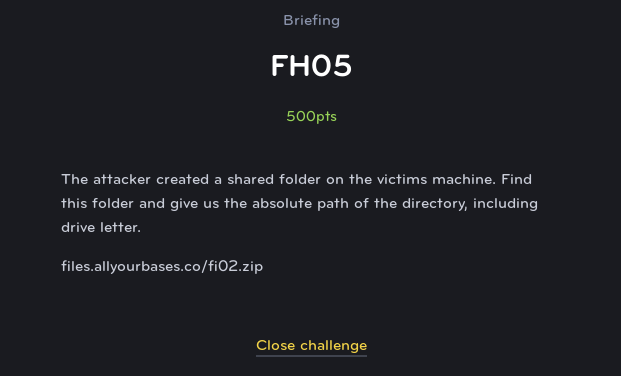 Briefing
FH05
500pts
The attacker created a shared folder on the victims machine. Find
this folder and give us the absolute path of the directory, including
drive letter.
files.allyourbases.co/fi02.zip
Close challenge